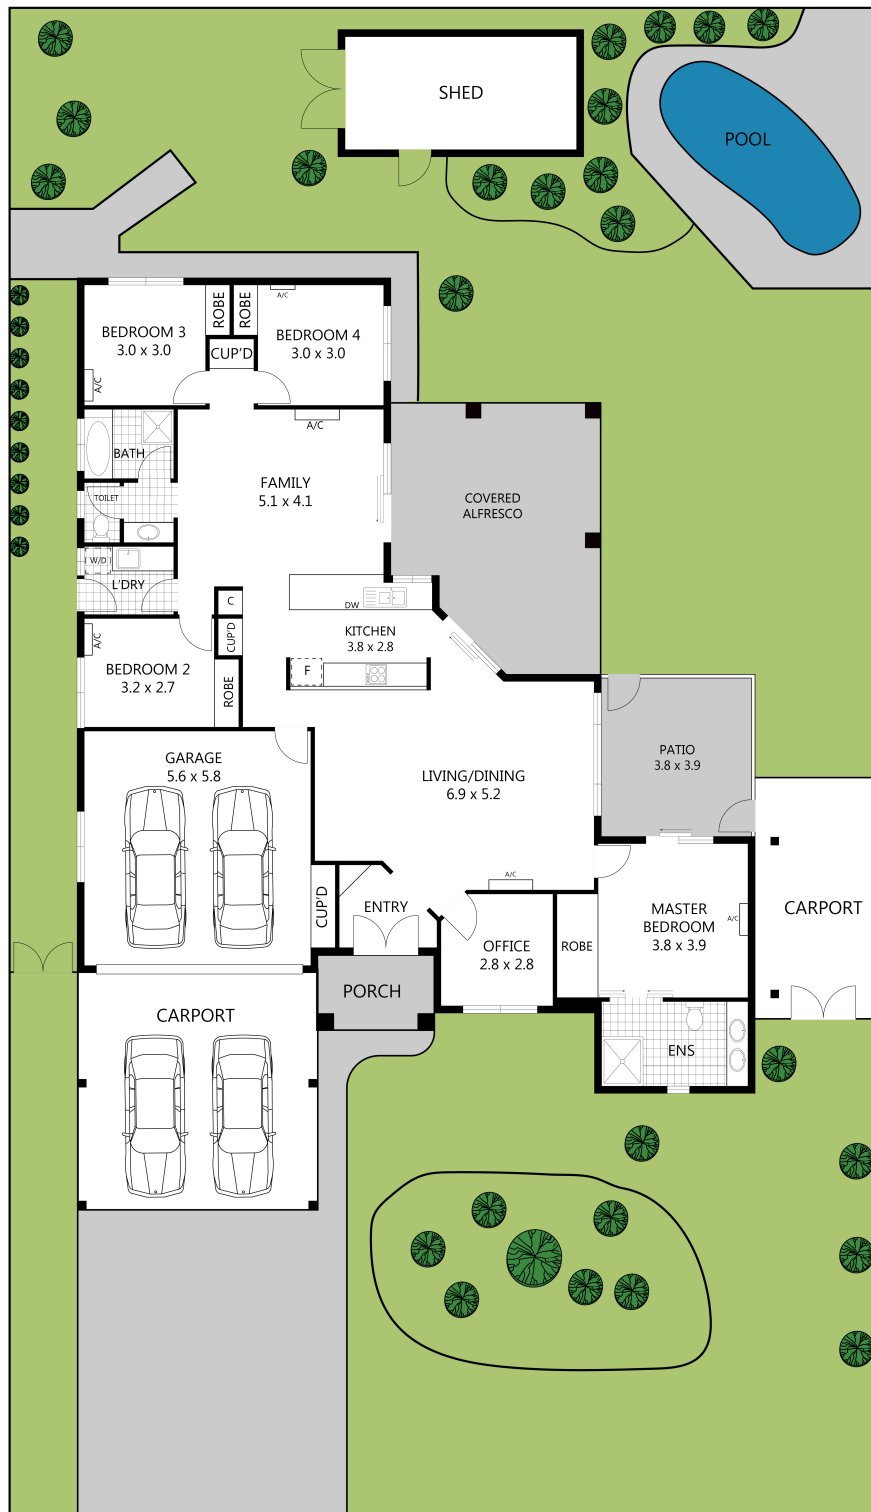 SHED
POOL
BEDROOM 3
3.0 x 3.0
ROBE
ROBE
A/C
BEDROOM 4
3.0 x 3.0
CUP'D
A/C
A/C
BATH
FAMILY
5.1 x 4.1
TOILET
COVERED
ALFRESCO
W/D
L'DRY
C
DW
KITCHEN
3.8 x 2.8
A/C
CUP'D
BEDROOM 2
3.2 x 2.7
ROBE
F
GARAGE
5.6 x 5.8
LIVING/DINING
6.9 x 5.2
PATIO
3.8 x 3.9
A/C
CUP'D
ENTRY
OFFICE
2.8 x 2.8
ROBE
MASTER
BEDROOM
3.8 x 3.9
A/C
CARPORT
PORCH
CARPORT
ENS